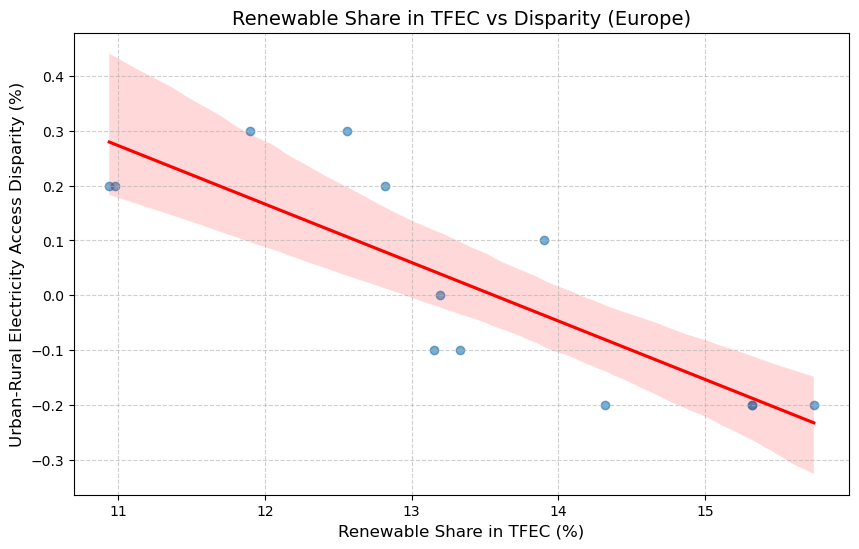 Renewable Share in TFEC vs Disparity (Europe)
Urban-Rural Electricity Access Disparity (%)
0.4
0.3
0.2
0.1
0.0
−0.1
−0.2
−0.3
11 12 13 14 15
Renewable Share in TFEC (%)